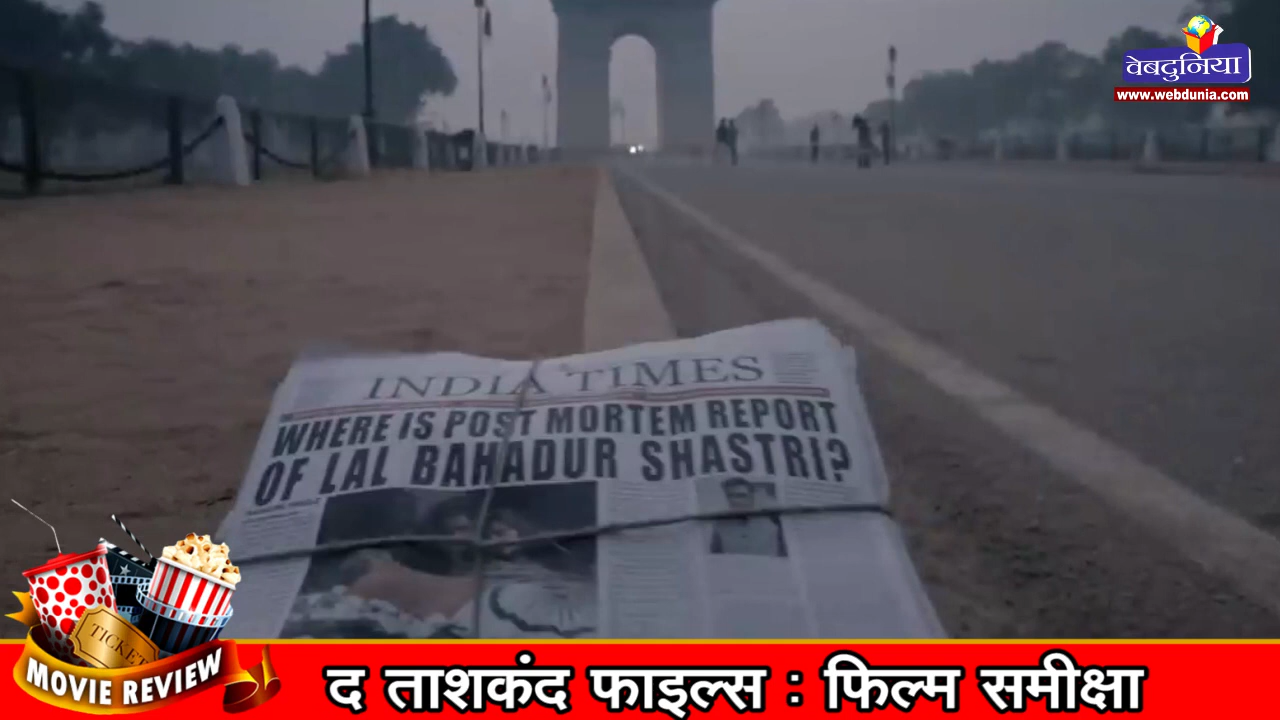 वेबदुनिया
www.webdunia.com
INDIA TIMES
WHERE IS POST MORTEM REPORT
OF LAL BAHADUR SHASTRI?
TICKET
MOVIE REVIEW
द ताशकंद फाइल्स : फिल्म समीक्षा